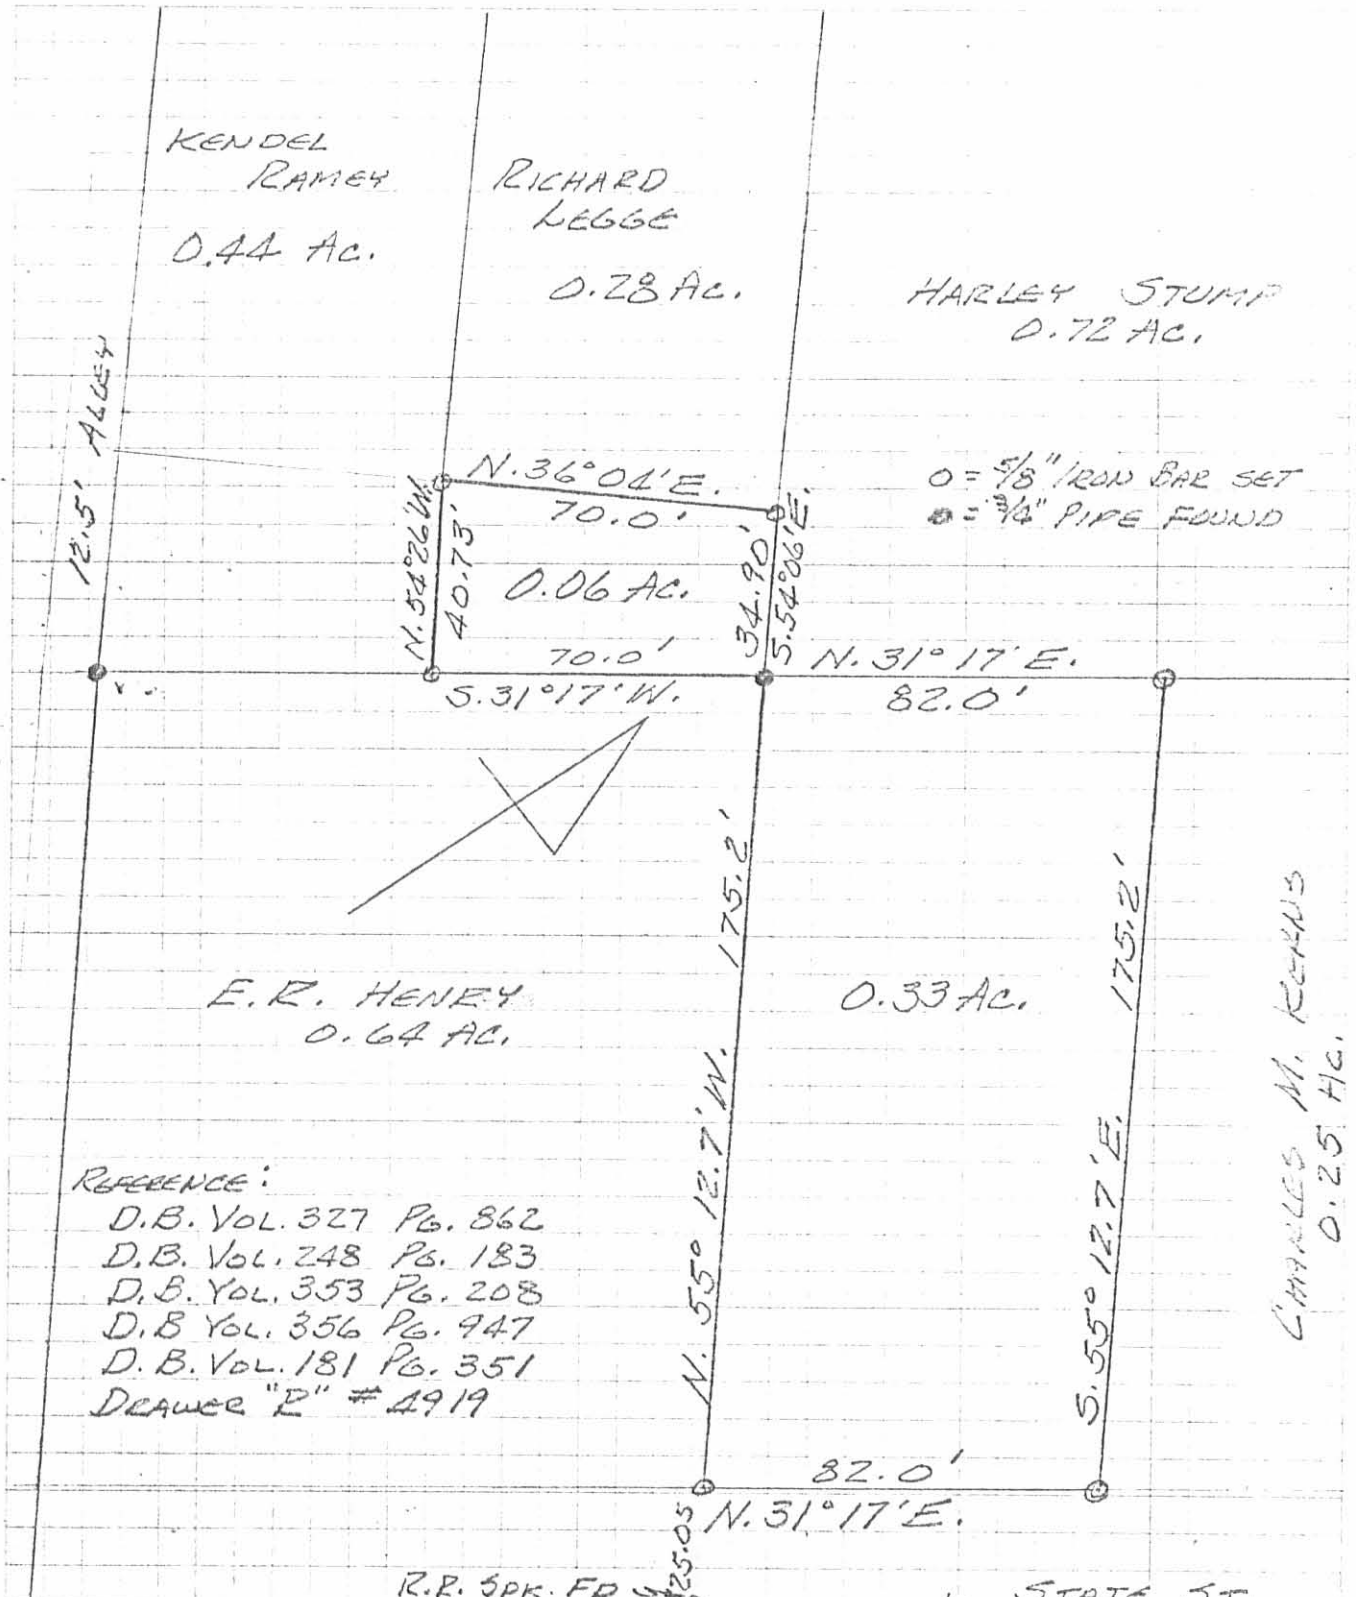 KENDEL
RAMEY
0.44 AC.
RICHARD
LEGGE
0.28 AC.
HARLEY STUMP
0.72 AC.
12.5' ALLEY
N.36°04'E.
70.0'
O = 5/8" IRON BAR SET
● = 3/4" PIPE FOUND
N.54°26'W.
40.73'
0.06 AC.
34.90'
S.54°06'E.
70.0'
S.31°17'W.
N.31°17'E.
82.0'
175.2'
N. 55° 12.7' W.
175.2'
S.55° 12.7'E.
E.R. HENRY
0.64 AC.
0.33 AC.
CHARLES M. KERNS
0.25 AC.
REFERENCE:
D.B. VOL. 327 PG. 862
D.B. VOL. 248 PG. 183
D.B. VOL. 353 PG. 208
D.B VOL. 356 PG. 947
D.B. VOL. 181 PG. 351
DRAWER "R" # 4919
82.0'
N.31°17'E.
25.05
R.R. SPK. FD
STATE ST